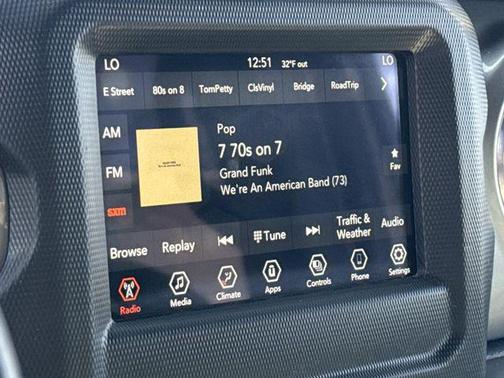 LO 12:51 32°F out LO
E Street 80s on 8 TomPetty ClsVinyl Bridge RoadTrip
AM
Pop
7 70s on 7
FM
Grand Funk
We're An American Band (73)
Fav
sxm
Browse Replay Tune Traffic & Weather Audio
Radio Media Climate Apps Controls Phone Settings